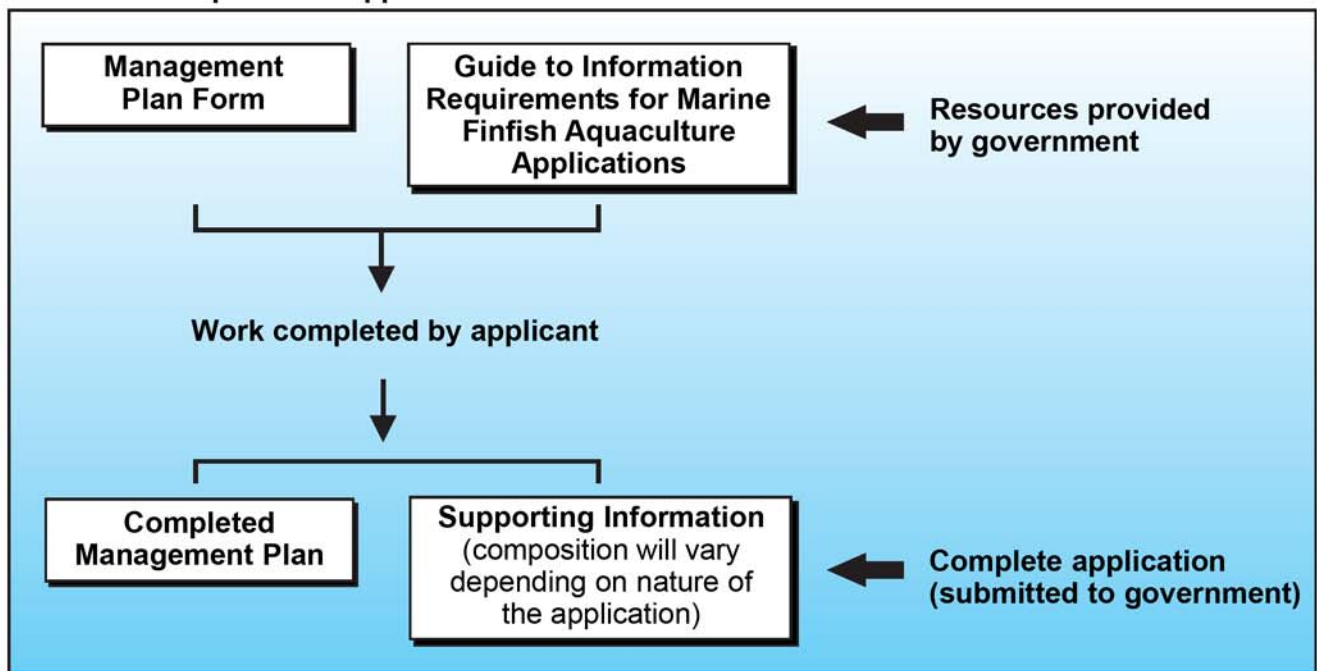 Management
Plan Form
Guide to Information
Requirements for Marine
Finfish Aquaculture
Applications
Resources provided
by government
Work completed by applicant
Completed
Management Plan
Supporting Information
(composition will vary
depending on nature of
the application)
Complete application
(submitted to government)